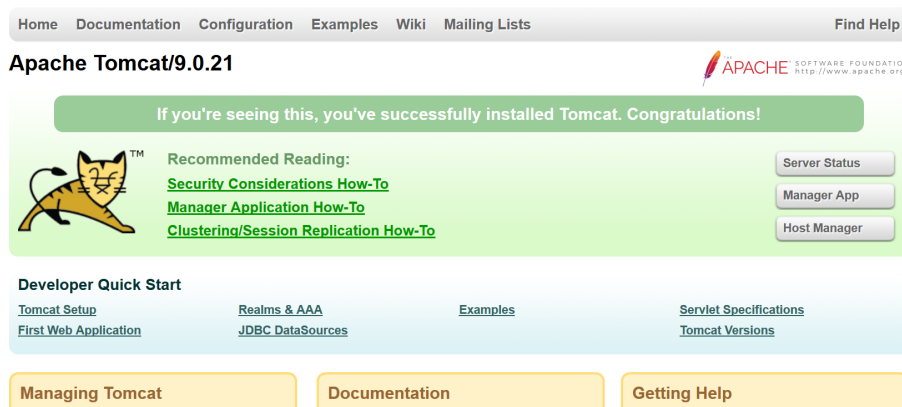 Home Documentation Configuration Examples Wiki Mailing Lists Find Help
Apache Tomcat/9.0.21
THE
APACHE
SOFTWARE FOUNDATIO
http://www.apache.org
If you're seeing this, you've successfully installed Tomcat. Congratulations!
TM
Recommended Reading:
Security Considerations How-To
Manager Application How-To
Clustering/Session Replication How-To
Server Status
Manager App
Host Manager
Developer Quick Start
Tomcat Setup
First Web Application
Realms & AAA
JDBC DataSources
Examples
Servlet Specifications
Tomcat Versions
Managing Tomcat
Documentation
Getting Help